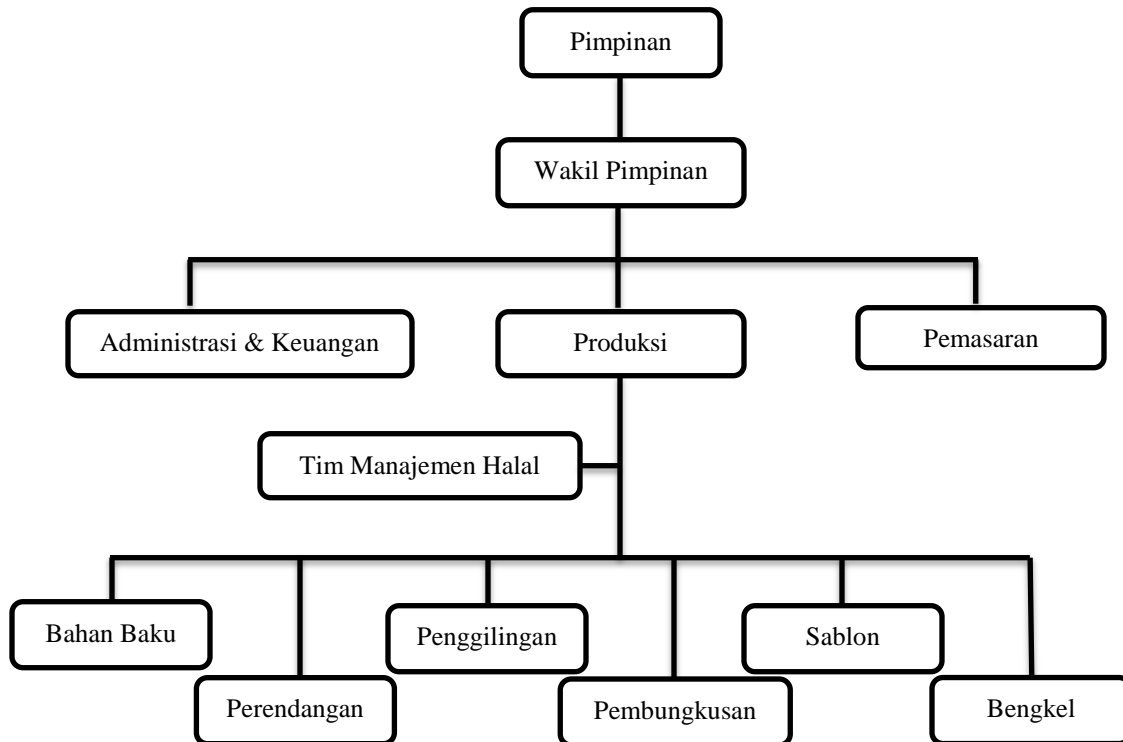 Pimpinan
Wakil Pimpinan
Administrasi & Keuangan
Produksi
Pemasaran
Tim Manajemen Halal
Bahan Baku
Penggilingan
Sablon
Perendangan
Pembungkusan
Bengkel